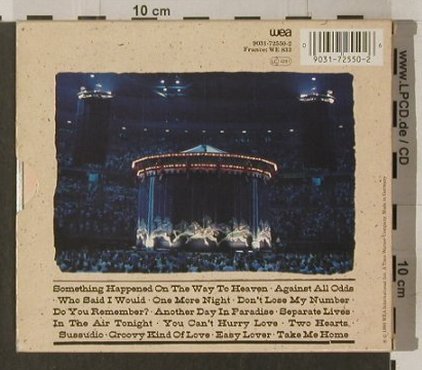 10 cm
wea
9031-72550-2
France: WE 833
0 9031-72550-2 6
www.LPCD.de / CD
10 cm
Something Happened On The Way To Heaven · Against All Odds
· Who Said I Would · One More Night · Don't Lose My Number
Do You Remember? · Another Day In Paradise · Separate Lives
In The Air Tonight · You Can't Hurry Love · Two Hearts ·
Sussudio · Groovy Kind Of Love · Easy Lover · Take Me Home